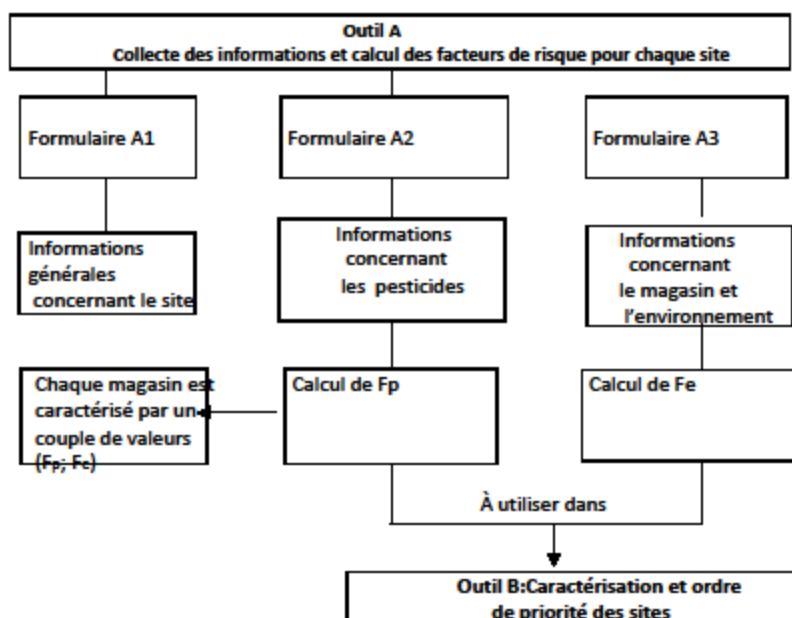 Outil A
Collecte des informations et calcul des facteurs de risque pour chaque site
Formulaire A1
Formulaire A2
Formulaire A3
Informations
générales
concernant le site
Informations
concernant
les pesticides
Informations
concernant
le magasin et
l'environnement
Chaque magasin est
caractérisé par un
couple de valeurs
(Fp; Fe)
Calcul de Fp
Calcul de Fe
À utiliser dans
Outil B:Caractérisation et ordre
de priorité des sites